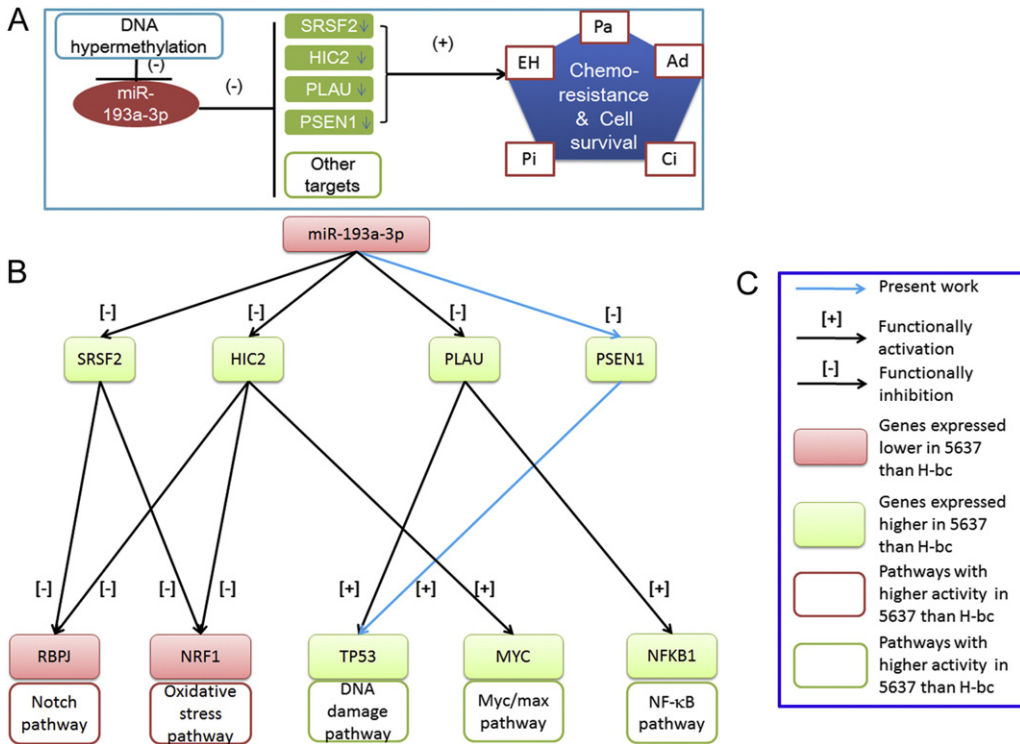 A
DNA
hypermethylation
(-)
miR-
193a-3p
(-)
SRSF2
HIC2
PLAU
PSEN1
Other
targets
(+)
Pa
EH
Ad
Chemo-
resistance
& Cell
survival
Pi
Ci
B
miR-193a-3p
[-]
[-]
[-]
[-]
SRSF2
HIC2
PLAU
PSEN1
[-]
[-]
[-]
[-]
[+]
[+]
[+]
[+]
RBPJ
NRF1
TP53
MYC
NFKB1
Notch
pathway
Oxidative
stress
pathway
DNA
damage
pathway
Myc/max
pathway
NF-κB
pathway
C
Present work
[+]
Functionally
activation
[-]
Functionally
inhibition
Genes expressed
lower in 5637
than H-bc
Genes expressed
higher in 5637
than H-bc
Pathways with
higher activity in
5637 than H-bc
Pathways with
higher activity in
5637 than H-bc